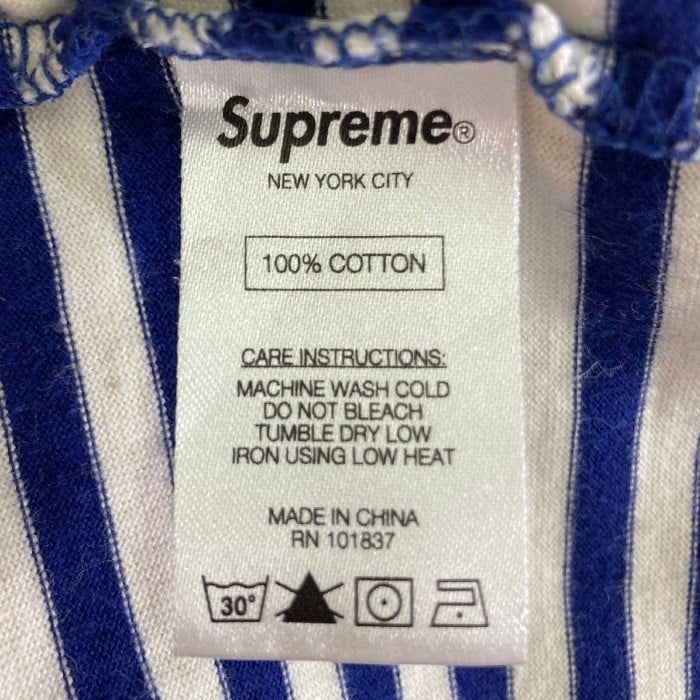 Supreme®
NEW YORK CITY
100% COTTON
CARE INSTRUCTIONS:
MACHINE WASH COLD
DO NOT BLEACH
TUMBLE DRY LOW
IRON USING LOW HEAT
MADE IN CHINA
RN 101837
30°